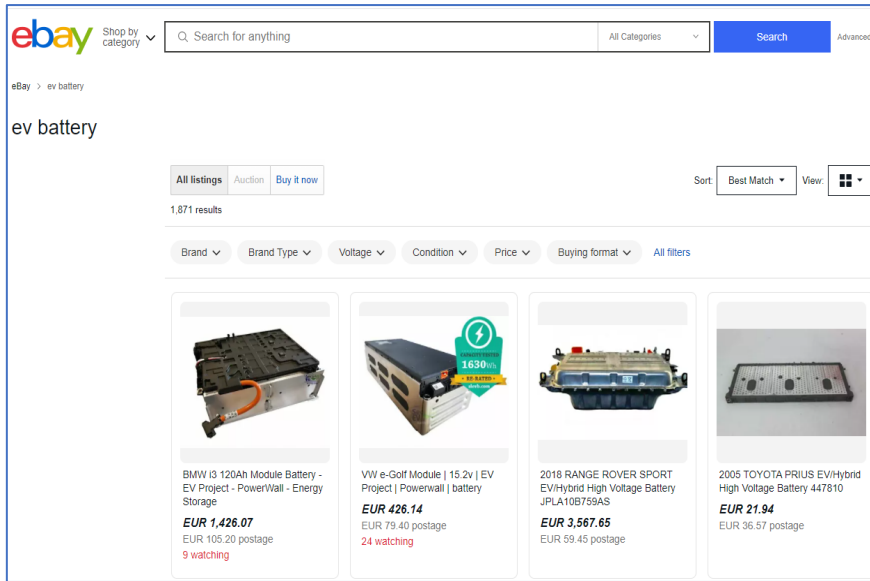 ebay
Shop by
category
Search for anything
All Categories
Search
Advanced
eBay > ev battery
ev battery
All listings
Auction
Buy it now
Sort:
Best Match
View:
1,871 results
Brand
Brand Type
Voltage
Condition
Price
Buying format
All filters
CAPACITY TESTED
1630Wh
RE-RATED
BMW i3 120Ah Module Battery -
EV Project - PowerWall - Energy
Storage
EUR 1,426.07
EUR 105.20 postage
9 watching
VW e-Golf Module | 15.2v | EV
Project | Powerwall | battery
EUR 426.14
EUR 79.40 postage
24 watching
2018 RANGE ROVER SPORT
EV/Hybrid High Voltage Battery
JPLA10B759AS
EUR 3,567.65
EUR 59.45 postage
2005 TOYOTA PRIUS EV/Hybrid
High Voltage Battery 447810
EUR 21.94
EUR 36.57 postage